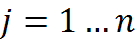 j = 1 … n